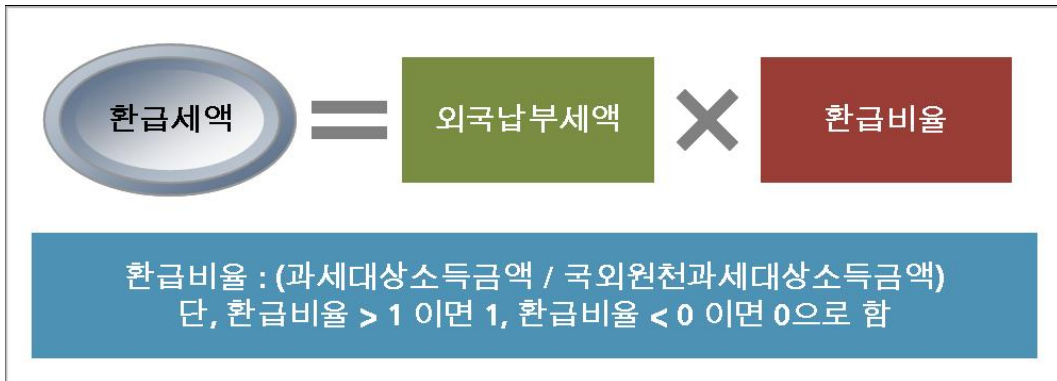 환급세액 = 외국납부세액 × 환급비율
환급비율 : (과세대상소득금액 / 국외원천과세대상소득금액)
단, 환급비율 > 1 이면 1, 환급비율 < 0 이면 0으로 함